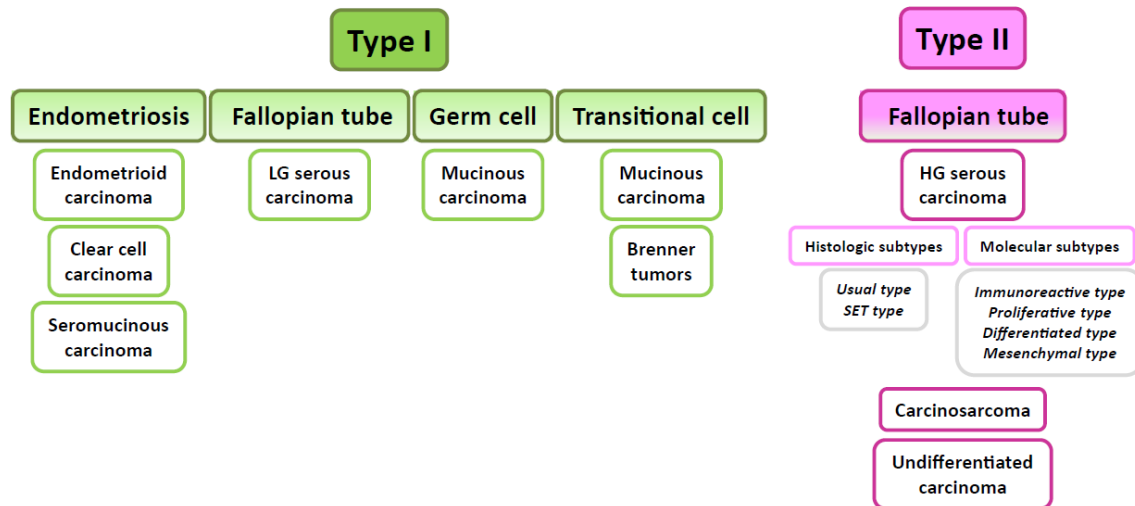 Type I
Type II
Endometriosis
Fallopian tube
Germ cell
Transitional cell
Fallopian tube
Endometrioid
carcinoma
LG serous
carcinoma
Mucinous
carcinoma
Mucinous
carcinoma
HG serous
carcinoma
Clear cell
carcinoma
Brenner
tumors
Histologic subtypes
Molecular subtypes
Usual type
SET type
Immunoreactive type
Proliferative type
Differentiated type
Mesenchymal type
Seromucinous
carcinoma
Carcinosarcoma
Undifferentiated
carcinoma